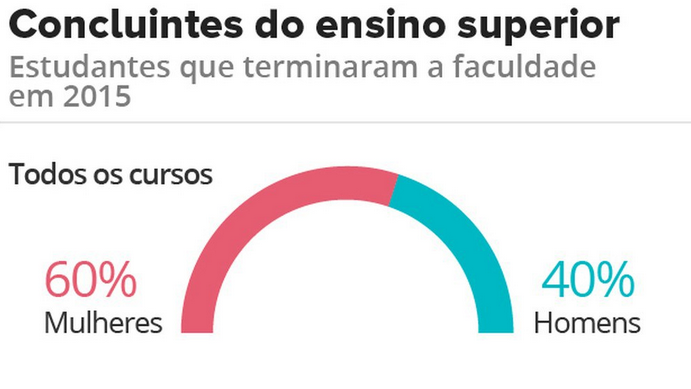 Concluintes do ensino superior
Estudantes que terminaram a faculdade
em 2015
Todos os cursos
60%
Mulheres
40%
Homens